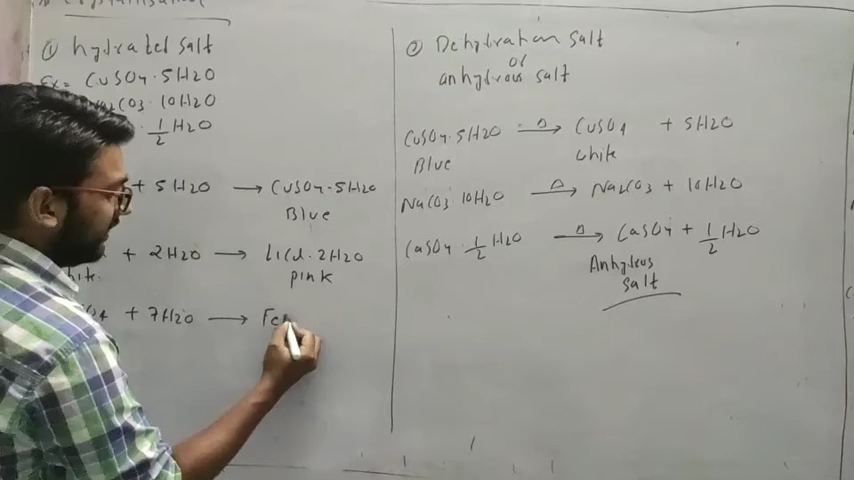 ① hydrated salt
Ex= CuSO4·5H2O
Na2CO3·10H2O
1/2 H2O
+ 5H2O → CuSO4·5H2O
Blue
+ 2H2O → LiCl·2H2O
White pink
+ 7H2O → Fe
② Dehydration salt
or
anhydrous salt
CuSO4·5H2O △→ CuSO4 + 5H2O
Blue white
NaCO3·10H2O △→ Na2CO3 + 10H2O
CaSO4·1/2 H2O △→ CaSO4 + 1/2 H2O
Anhydrous
salt